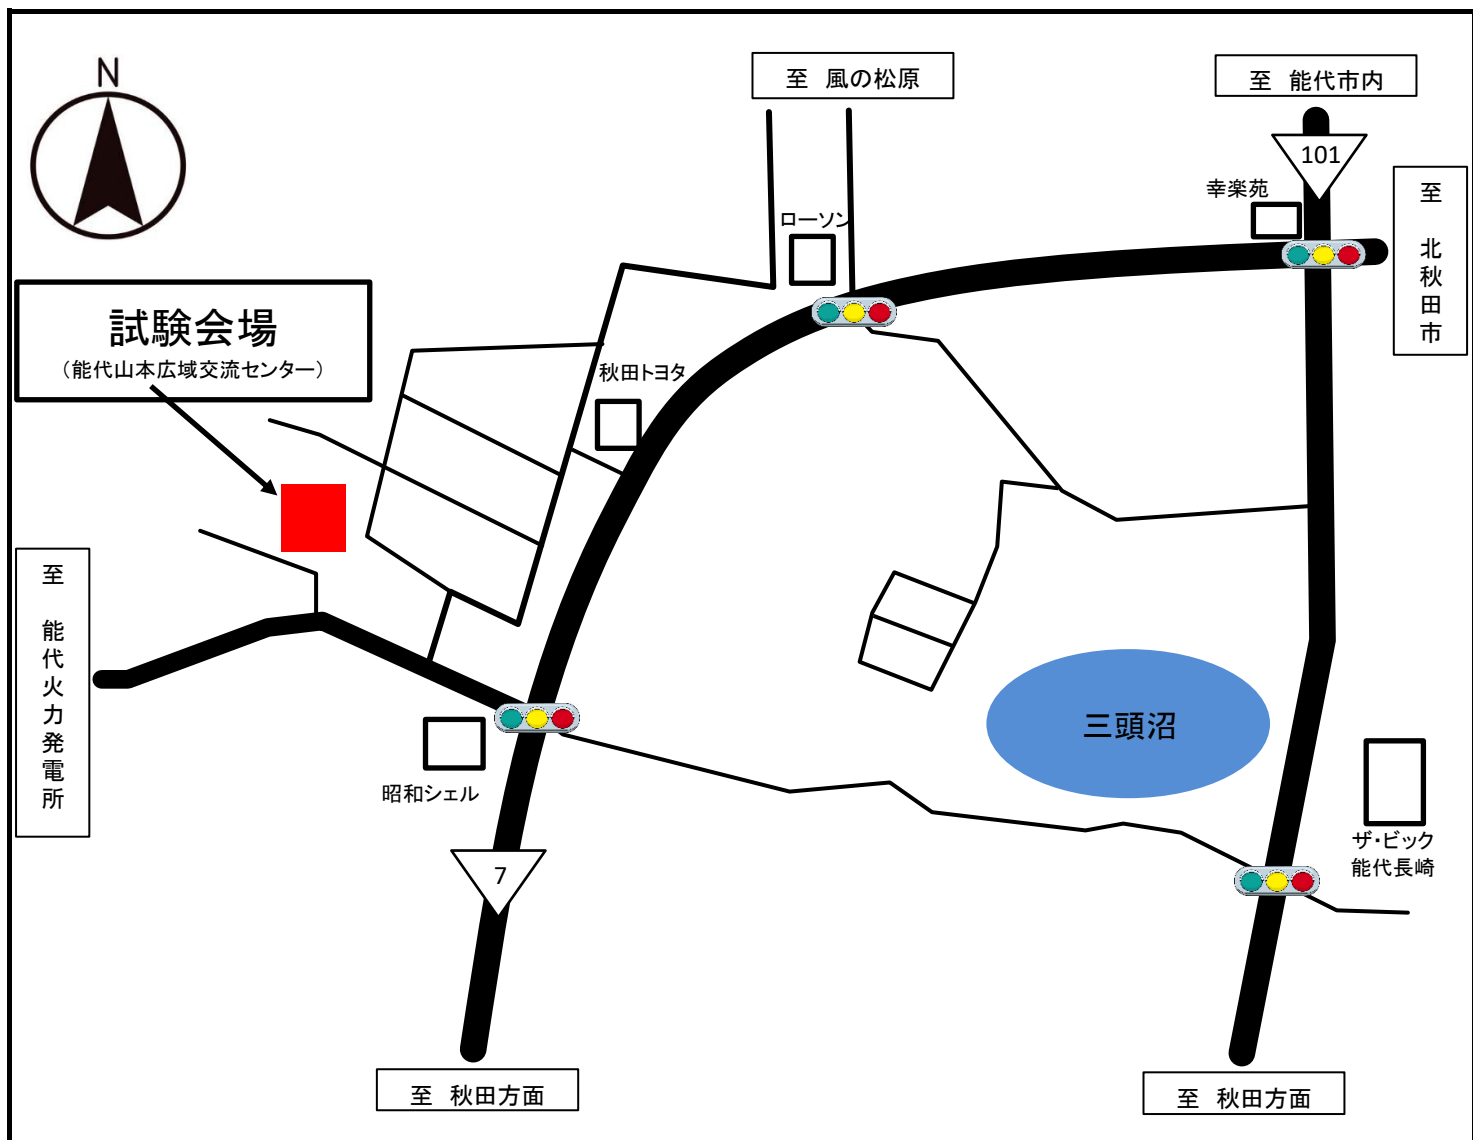 N
至 風の松原
至 能代市内
101
幸楽苑
至 北秋田市
ローソン
試験会場
（能代山本広域交流センター）
秋田トヨタ
至 能代火力発電所
三頭沼
昭和シェル
ザ・ビック
能代長崎
7
至 秋田方面
至 秋田方面